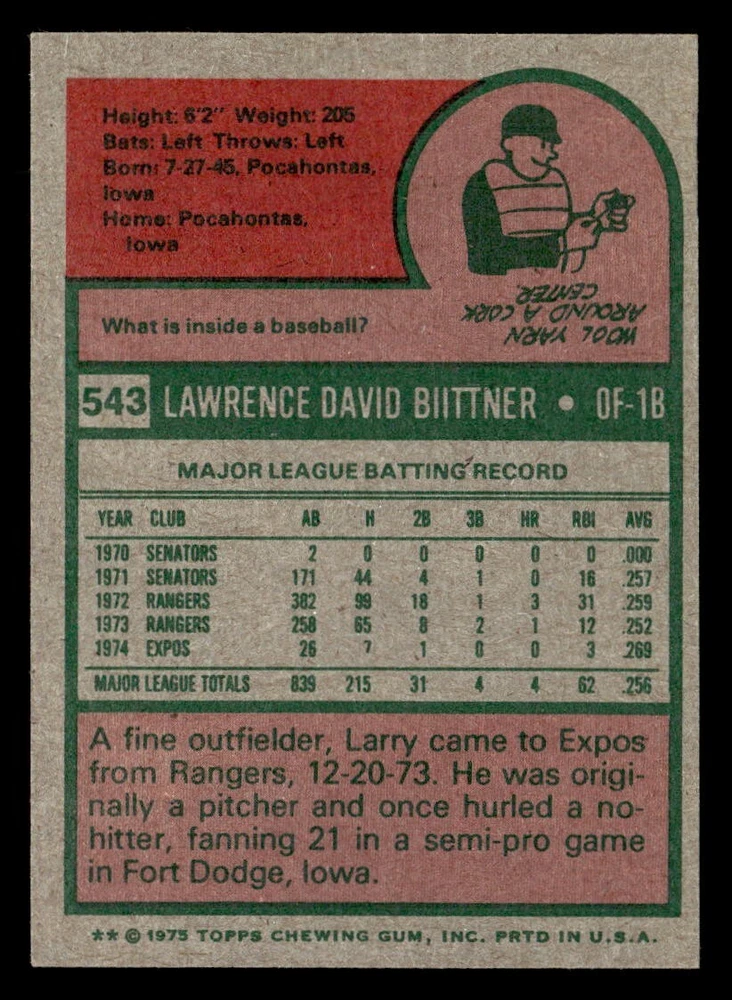 Height: 6'2" Weight: 205
Bats: Left Throws: Left
Born: 7-27-45, Pocahontas,
Iowa
Home: Pocahontas,
Iowa
What is inside a baseball?
WOOL YARN
AROUND A CORK
CENTER
543 LAWRENCE DAVID BIITTNER • OF-1B
MAJOR LEAGUE BATTING RECORD
YEAR CLUB AB H 2B 3B HR RBI AVG
1970 SENATORS 2 0 0 0 0 0 .000
1971 SENATORS 171 44 4 1 0 16 .257
1972 RANGERS 382 99 18 1 3 31 .259
1973 RANGERS 258 65 8 2 1 12 .252
1974 EXPOS 26 7 1 0 0 3 .269
MAJOR LEAGUE TOTALS 839 215 31 4 4 62 .256
A fine outfielder, Larry came to Expos
from Rangers, 12-20-73. He was origi-
nally a pitcher and once hurled a no-
hitter, fanning 21 in a semi-pro game
in Fort Dodge, Iowa.
** © 1975 TOPPS CHEWING GUM, INC. PRTD IN U.S.A.